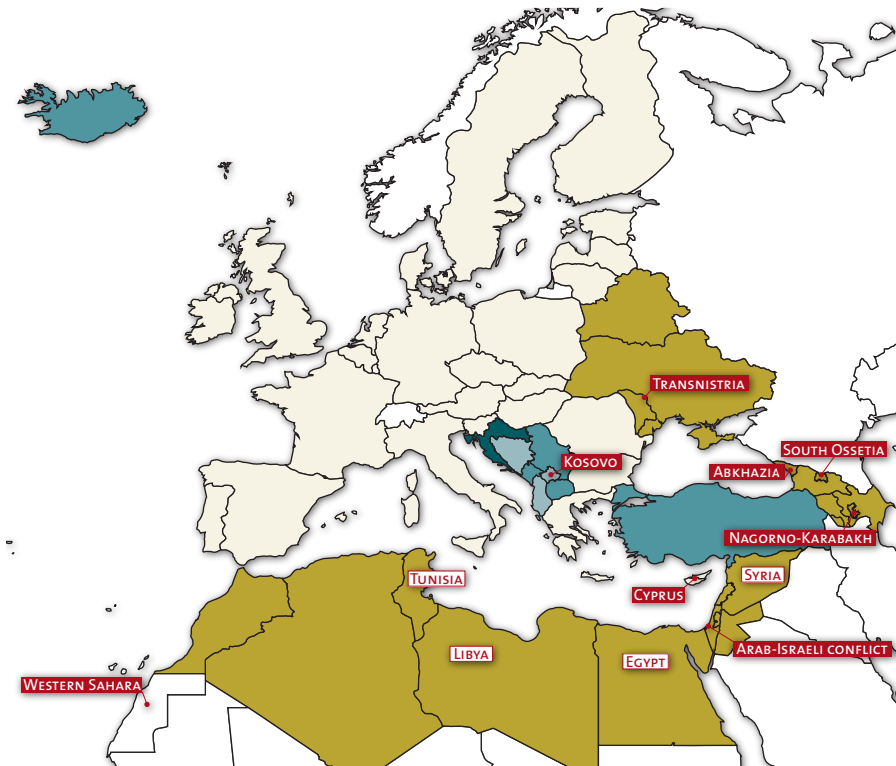 TRANSNISTRIA
SOUTH OSSETIA
KOSOVO
ABKHAZIA
NAGORNO-KARABAKH
TUNISIA
SYRIA
CYPRUS
ARAB-ISRAELI CONFLICT
LIBYA
EGYPT
WESTERN SAHARA